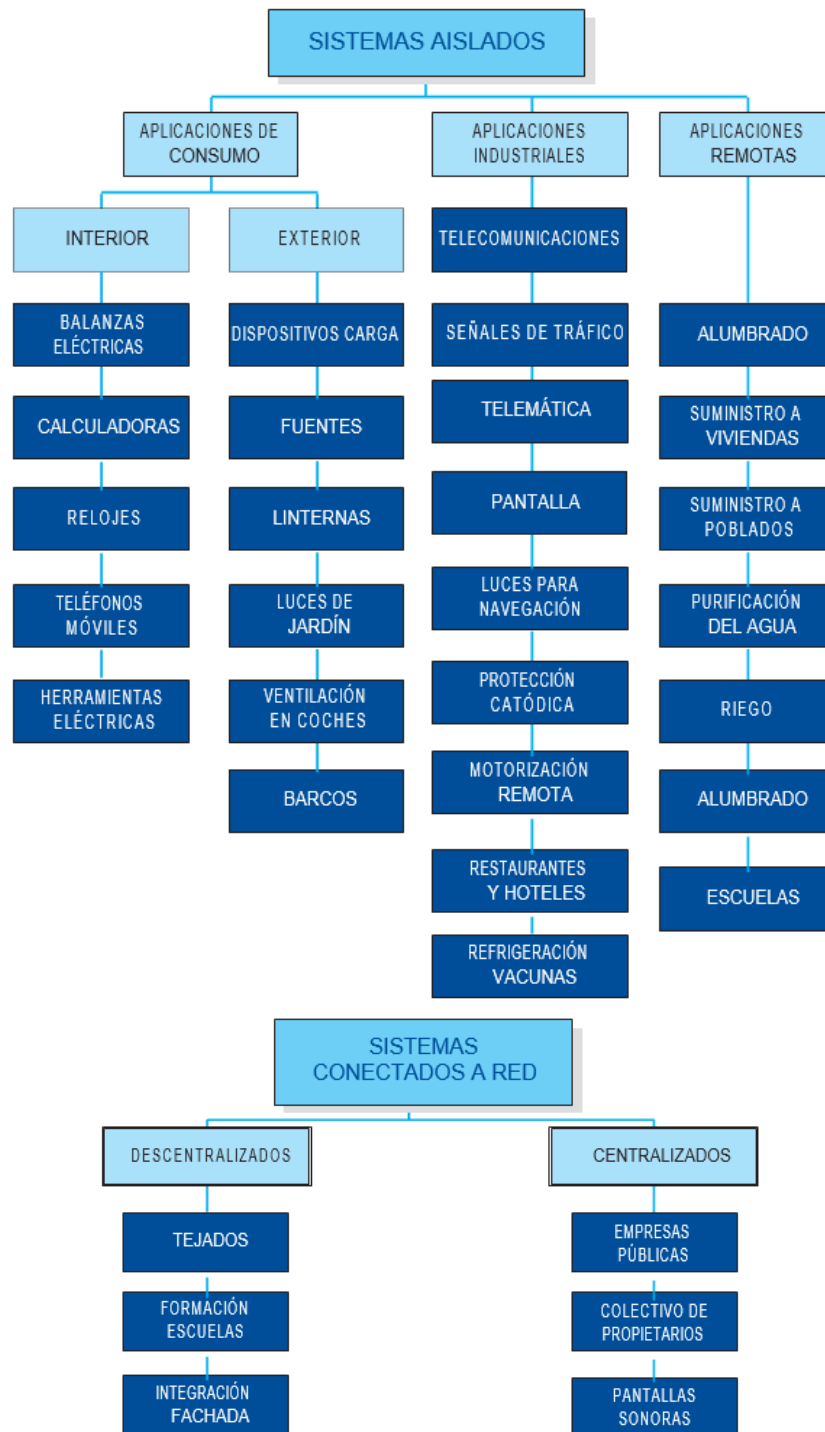 SISTEMAS AISLADOS
APLICACIONES DE
CONSUMO
APLICACIONES
INDUSTRIALES
APLICACIONES
REMOTAS
INTERIOR
EXTERIOR
TELECOMUNICACIONES
BALANZAS
ELÉCTRICAS
DISPOSITIVOS CARGA
SEÑALES DE TRÁFICO
ALUMBRADO
CALCULADORAS
FUENTES
TELEMÁTICA
SUMINISTRO A
VIVIENDAS
RELOJES
LINTERNAS
PANTALLA
SUMINISTRO A
POBLADOS
TELÉFONOS
MÓVILES
LUCES DE
JARDÍN
LUCES PARA
NAVEGACIÓN
PURIFICACIÓN
DEL AGUA
HERRAMIENTAS
ELÉCTRICAS
VENTILACIÓN
EN COCHES
PROTECCIÓN
CATÓDICA
RIEGO
BARCOS
MOTORIZACIÓN
REMOTA
ALUMBRADO
RESTAURANTES
Y HOTELES
ESCUELAS
REFRIGERACIÓN
VACUNAS
SISTEMAS
CONECTADOS A RED
DESCENTRALIZADOS
CENTRALIZADOS
TEJADOS
EMPRESAS
PÚBLICAS
FORMACIÓN
ESCUELAS
COLECTIVO DE
PROPIETARIOS
INTEGRACIÓN
FACHADA
PANTALLAS
SONORAS